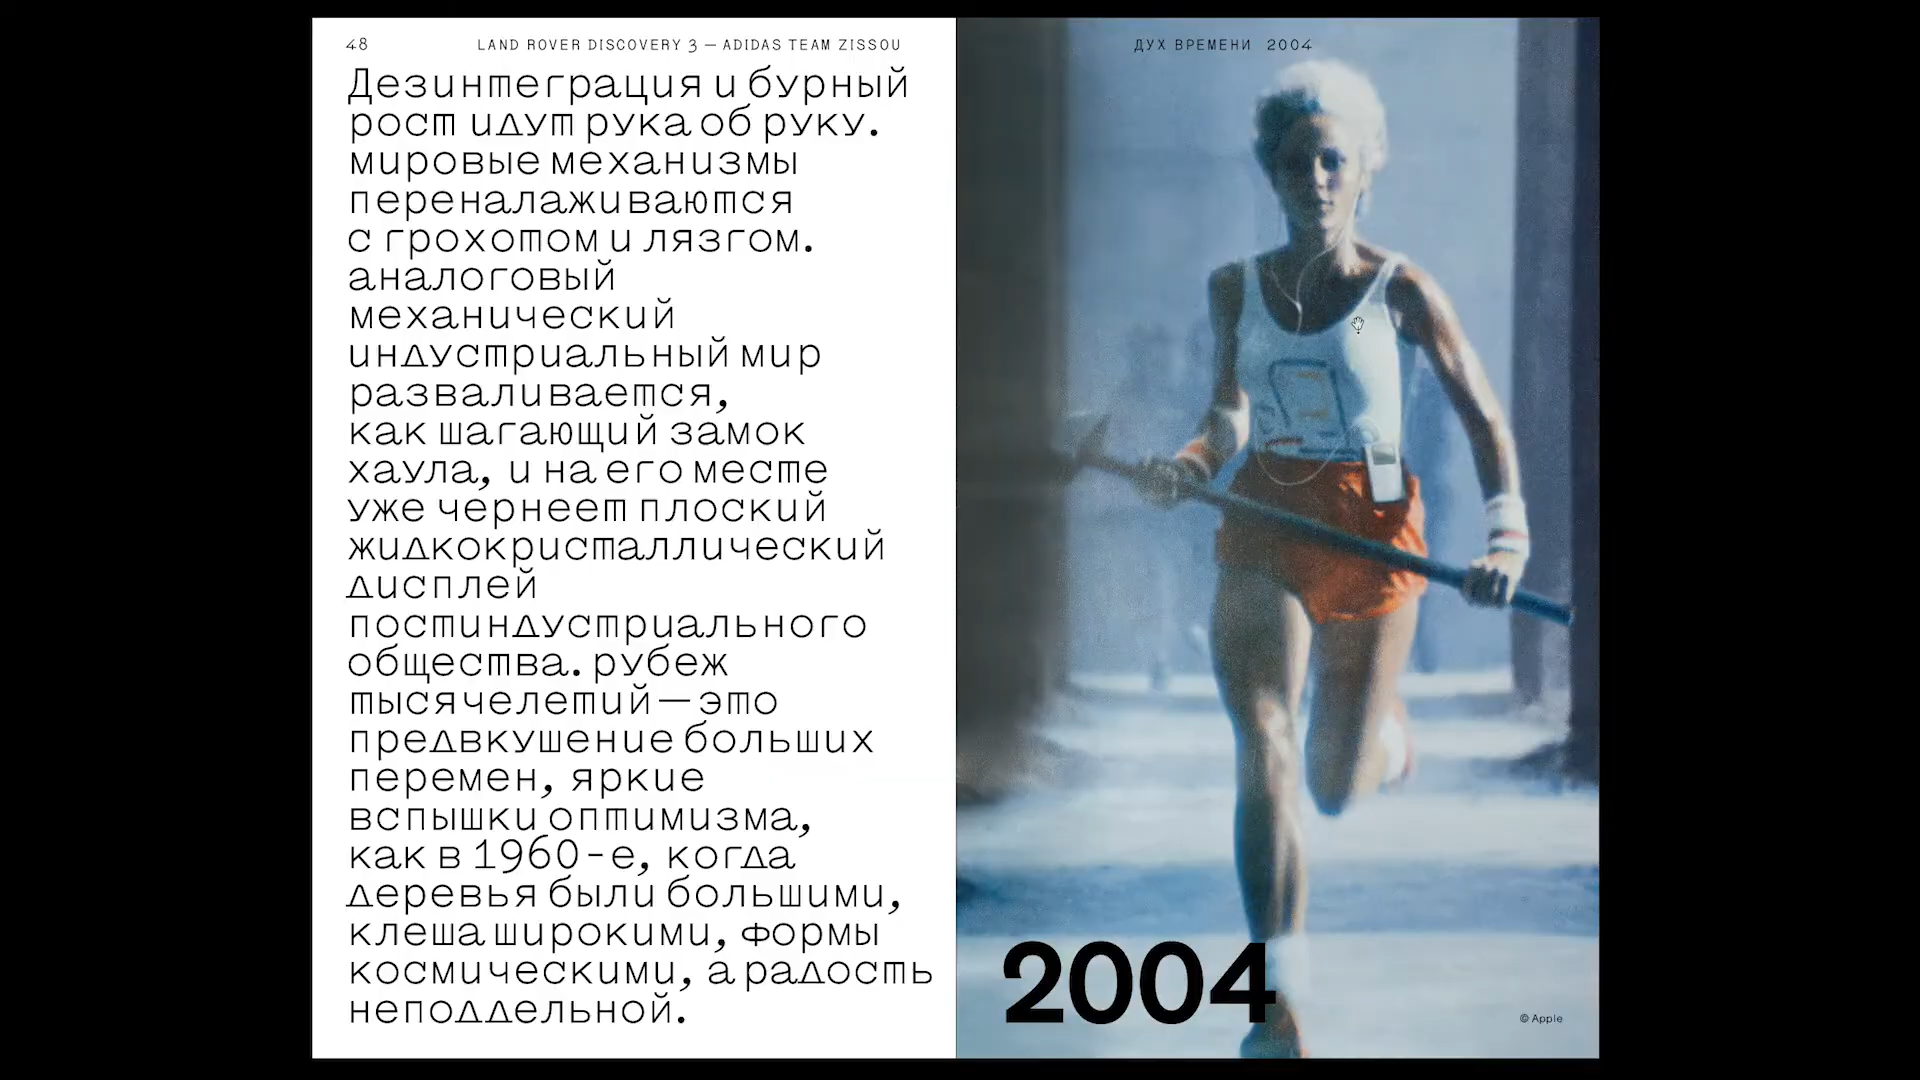 48
LAND ROVER DISCOVERY 3 — ADIDAS TEAM ZISSOU
Дезинтеграция и бурный
рост идут рука об руку.
мировые механизмы
переналаживаются
с грохотом и лязгом.
аналоговый
механический
индустриальный мир
разваливается,
как шагающий замок
хаула, и на его месте
уже чернеет плоский
жидкокристаллический
дисплей
постиндустриального
общества. рубеж
тысячелетий — это
предвкушение больших
перемен, яркие
вспышки оптимизма,
как в 1960-е, когда
деревья были большими,
клеша широкими, формы
космическими, а радость
неподдельной.
ДУХ ВРЕМЕНИ 2004
2004
© Apple